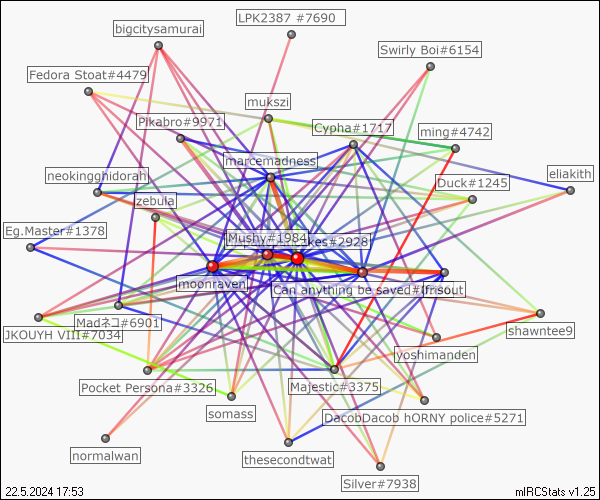 LPK2387 #7690
bigcitysamurai
Swirly Boi#6154
Fedora Stoat#4479
mukszi
Pikabro#9971
Cypha#1717
ming#4742
marcemadness
neokingghidorah
eliakith
Duck#1245
zebula
Eg.Master#1378
Mushy#1984
kes#2928
moonraven
Can anything be saved#(
frisout
Madネコ#6901
JKOUYH VIII#7034
shawntee9
yoshimanden
Pocket Persona#3326
Majestic#3375
somass
DacobDacob hORNY police#5271
normalwan
thesecondtwat
Silver#7938
22.5.2024 17:53
mIRCStats v1.25